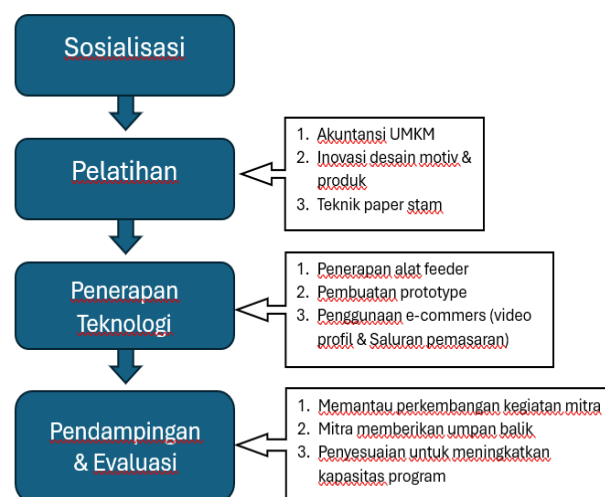 Sosialisasi
Pelatihan
1. Akuntansi UMKM
2. Inovasi desain motiv &
produk
3. Teknik paper stam
Penerapan
Teknologi
1. Penerapan alat feeder
2. Pembuatan prototype
3. Penggunaan e-commers (video
profil & Saluran pemasaran)
Pendampingan
& Evaluasi
1. Memantau perkembangan kegiatan mitra
2. Mitra memberikan umpan balik
3. Penyesuaian untuk meningkatkan
kapasitas program